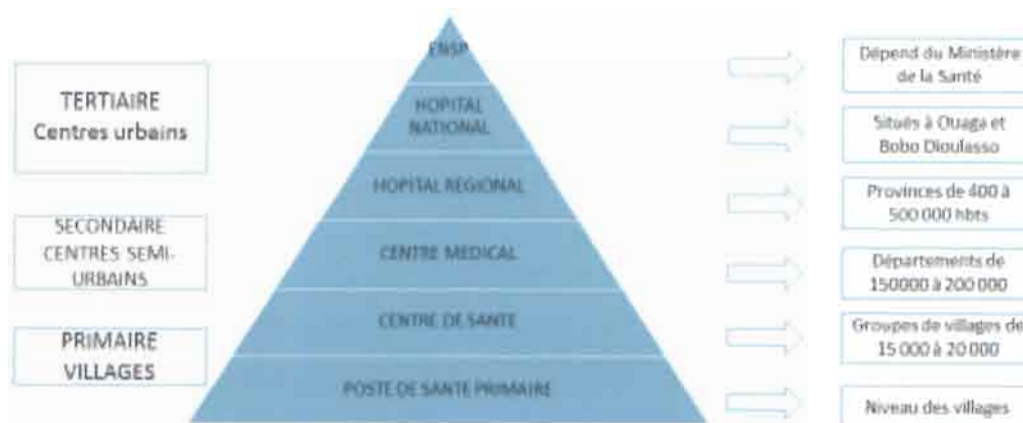 TERTIAIRE
Centres urbains
SECONDAIRE
CENTRES SEMI-
URBAINS
PRIMAIRE
VILLAGES
ENSP
HOPITAL
NATIONAL
HOPITAL REGIONAL
CENTRE MEDICAL
CENTRE DE SANTE
POSTE DE SANTE PRIMAIRE
Dépend du Ministère
de la Santé
Situés à Ouaga et
Bobo Dioulasso
Provinces de 400 à
500 000 hbts
Départements de
150000 à 200 000
Groupes de villages de
15 000 à 20 000
Niveau des villages